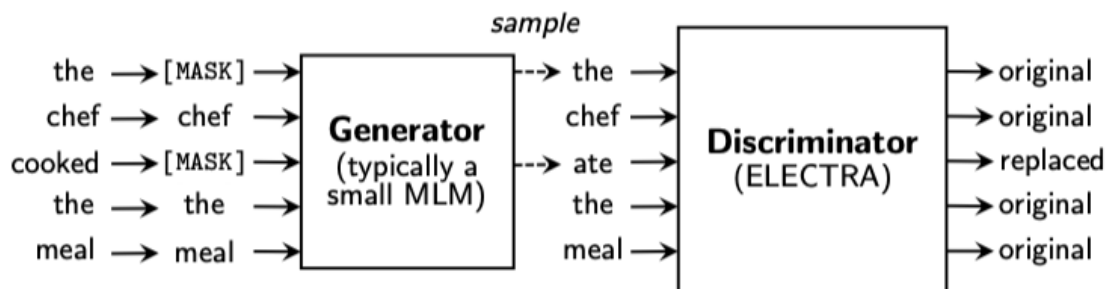 sample
the [MASK] the original
chef chef chef original
Generator
Discriminator
cooked [MASK] (typically a ate (ELECTRA) replaced
small MLM)
the the the original
meal meal meal original